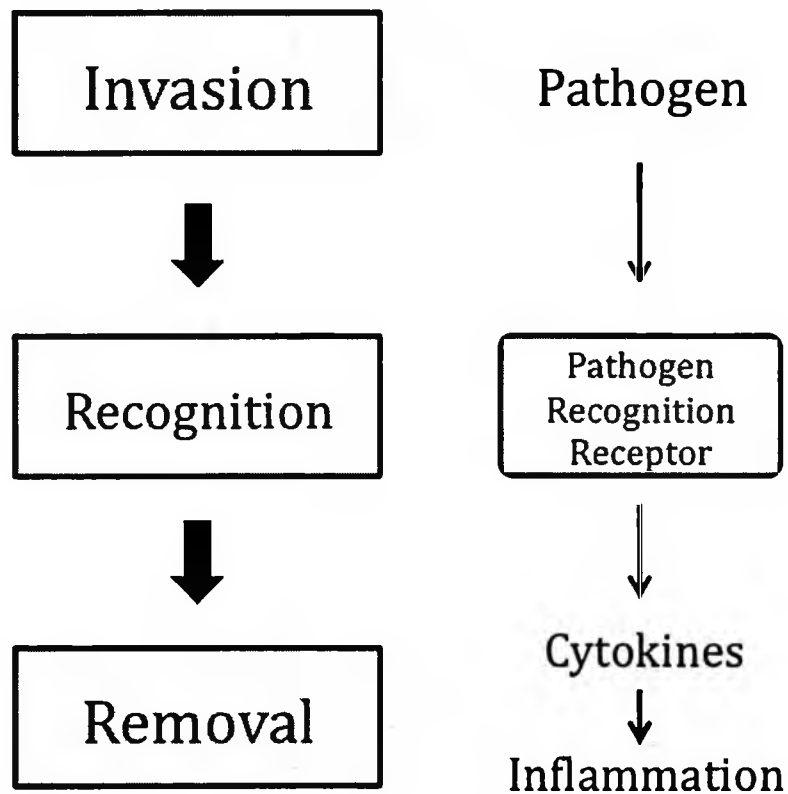 Invasion
Pathogen
Recognition
Pathogen
Recognition
Receptor
Removal
Cytokines
Inflammation